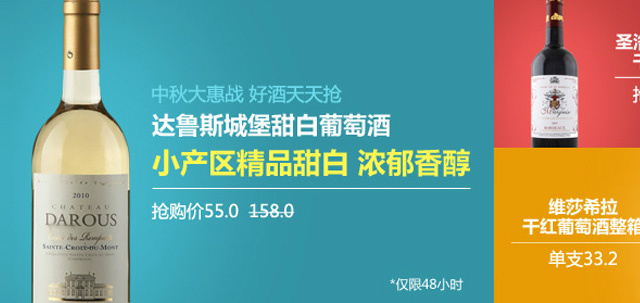 中秋大惠战 好酒天天抢
达鲁斯城堡甜白葡萄酒
小产区精品甜白 浓郁香醇
抢购价55.0 158.0
*仅限48小时
2010
CHATEAU
DAROUS
SAINTE-CROIX-DU-MONT
BORDEAUX
维莎希拉
干红葡萄酒整箱
单支33.2